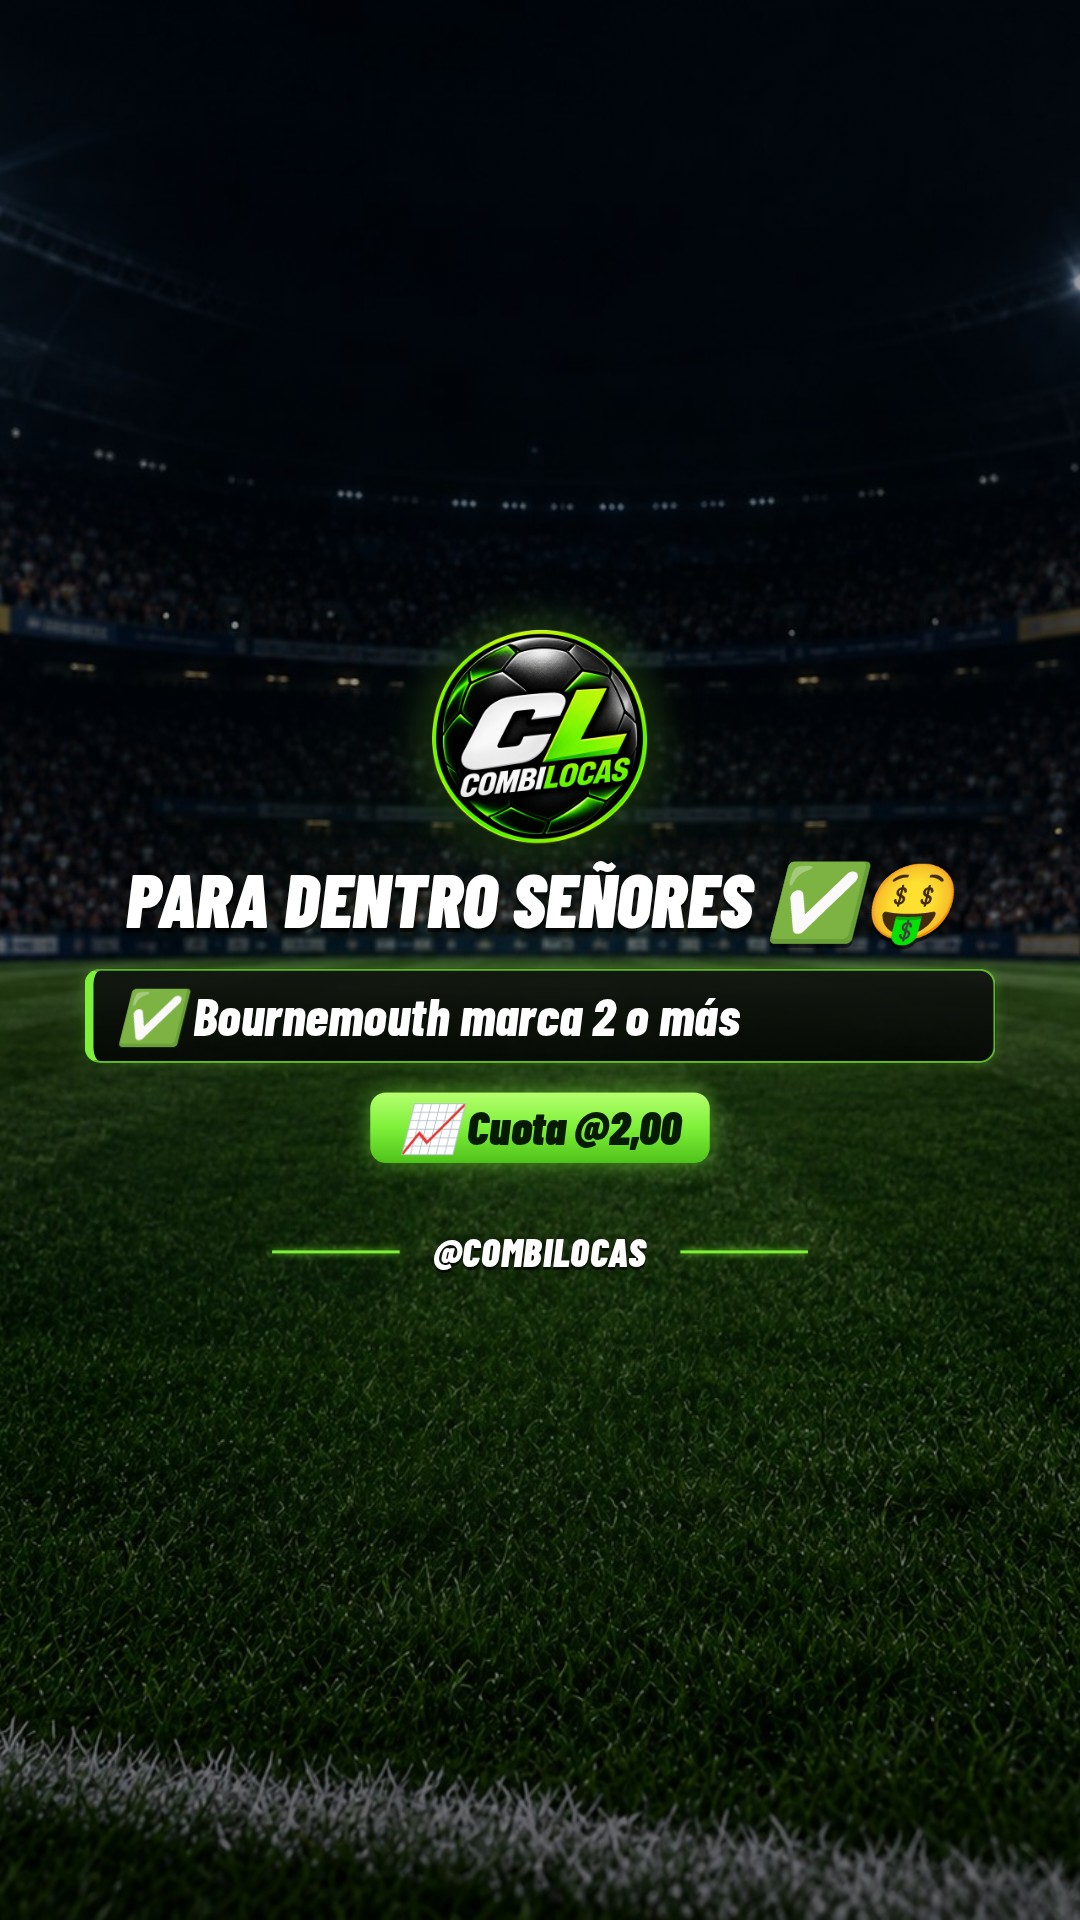 CL
COMBILOCAS
PARA DENTRO SEÑORES ✅🤑
✅ Bournemouth marca 2 o más
📈 Cuota @2,00
@COMBILOCAS